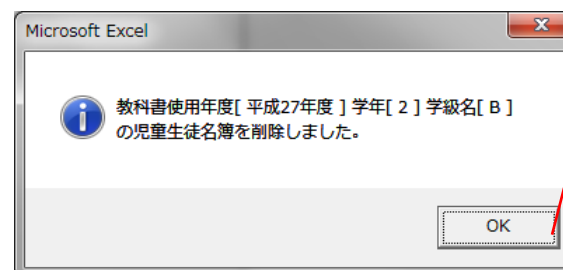 Microsoft Excel
教科書使用年度[ 平成27年度 ] 学年[ 2 ] 学級名[ B ]
の児童生徒名簿を削除しました。
OK